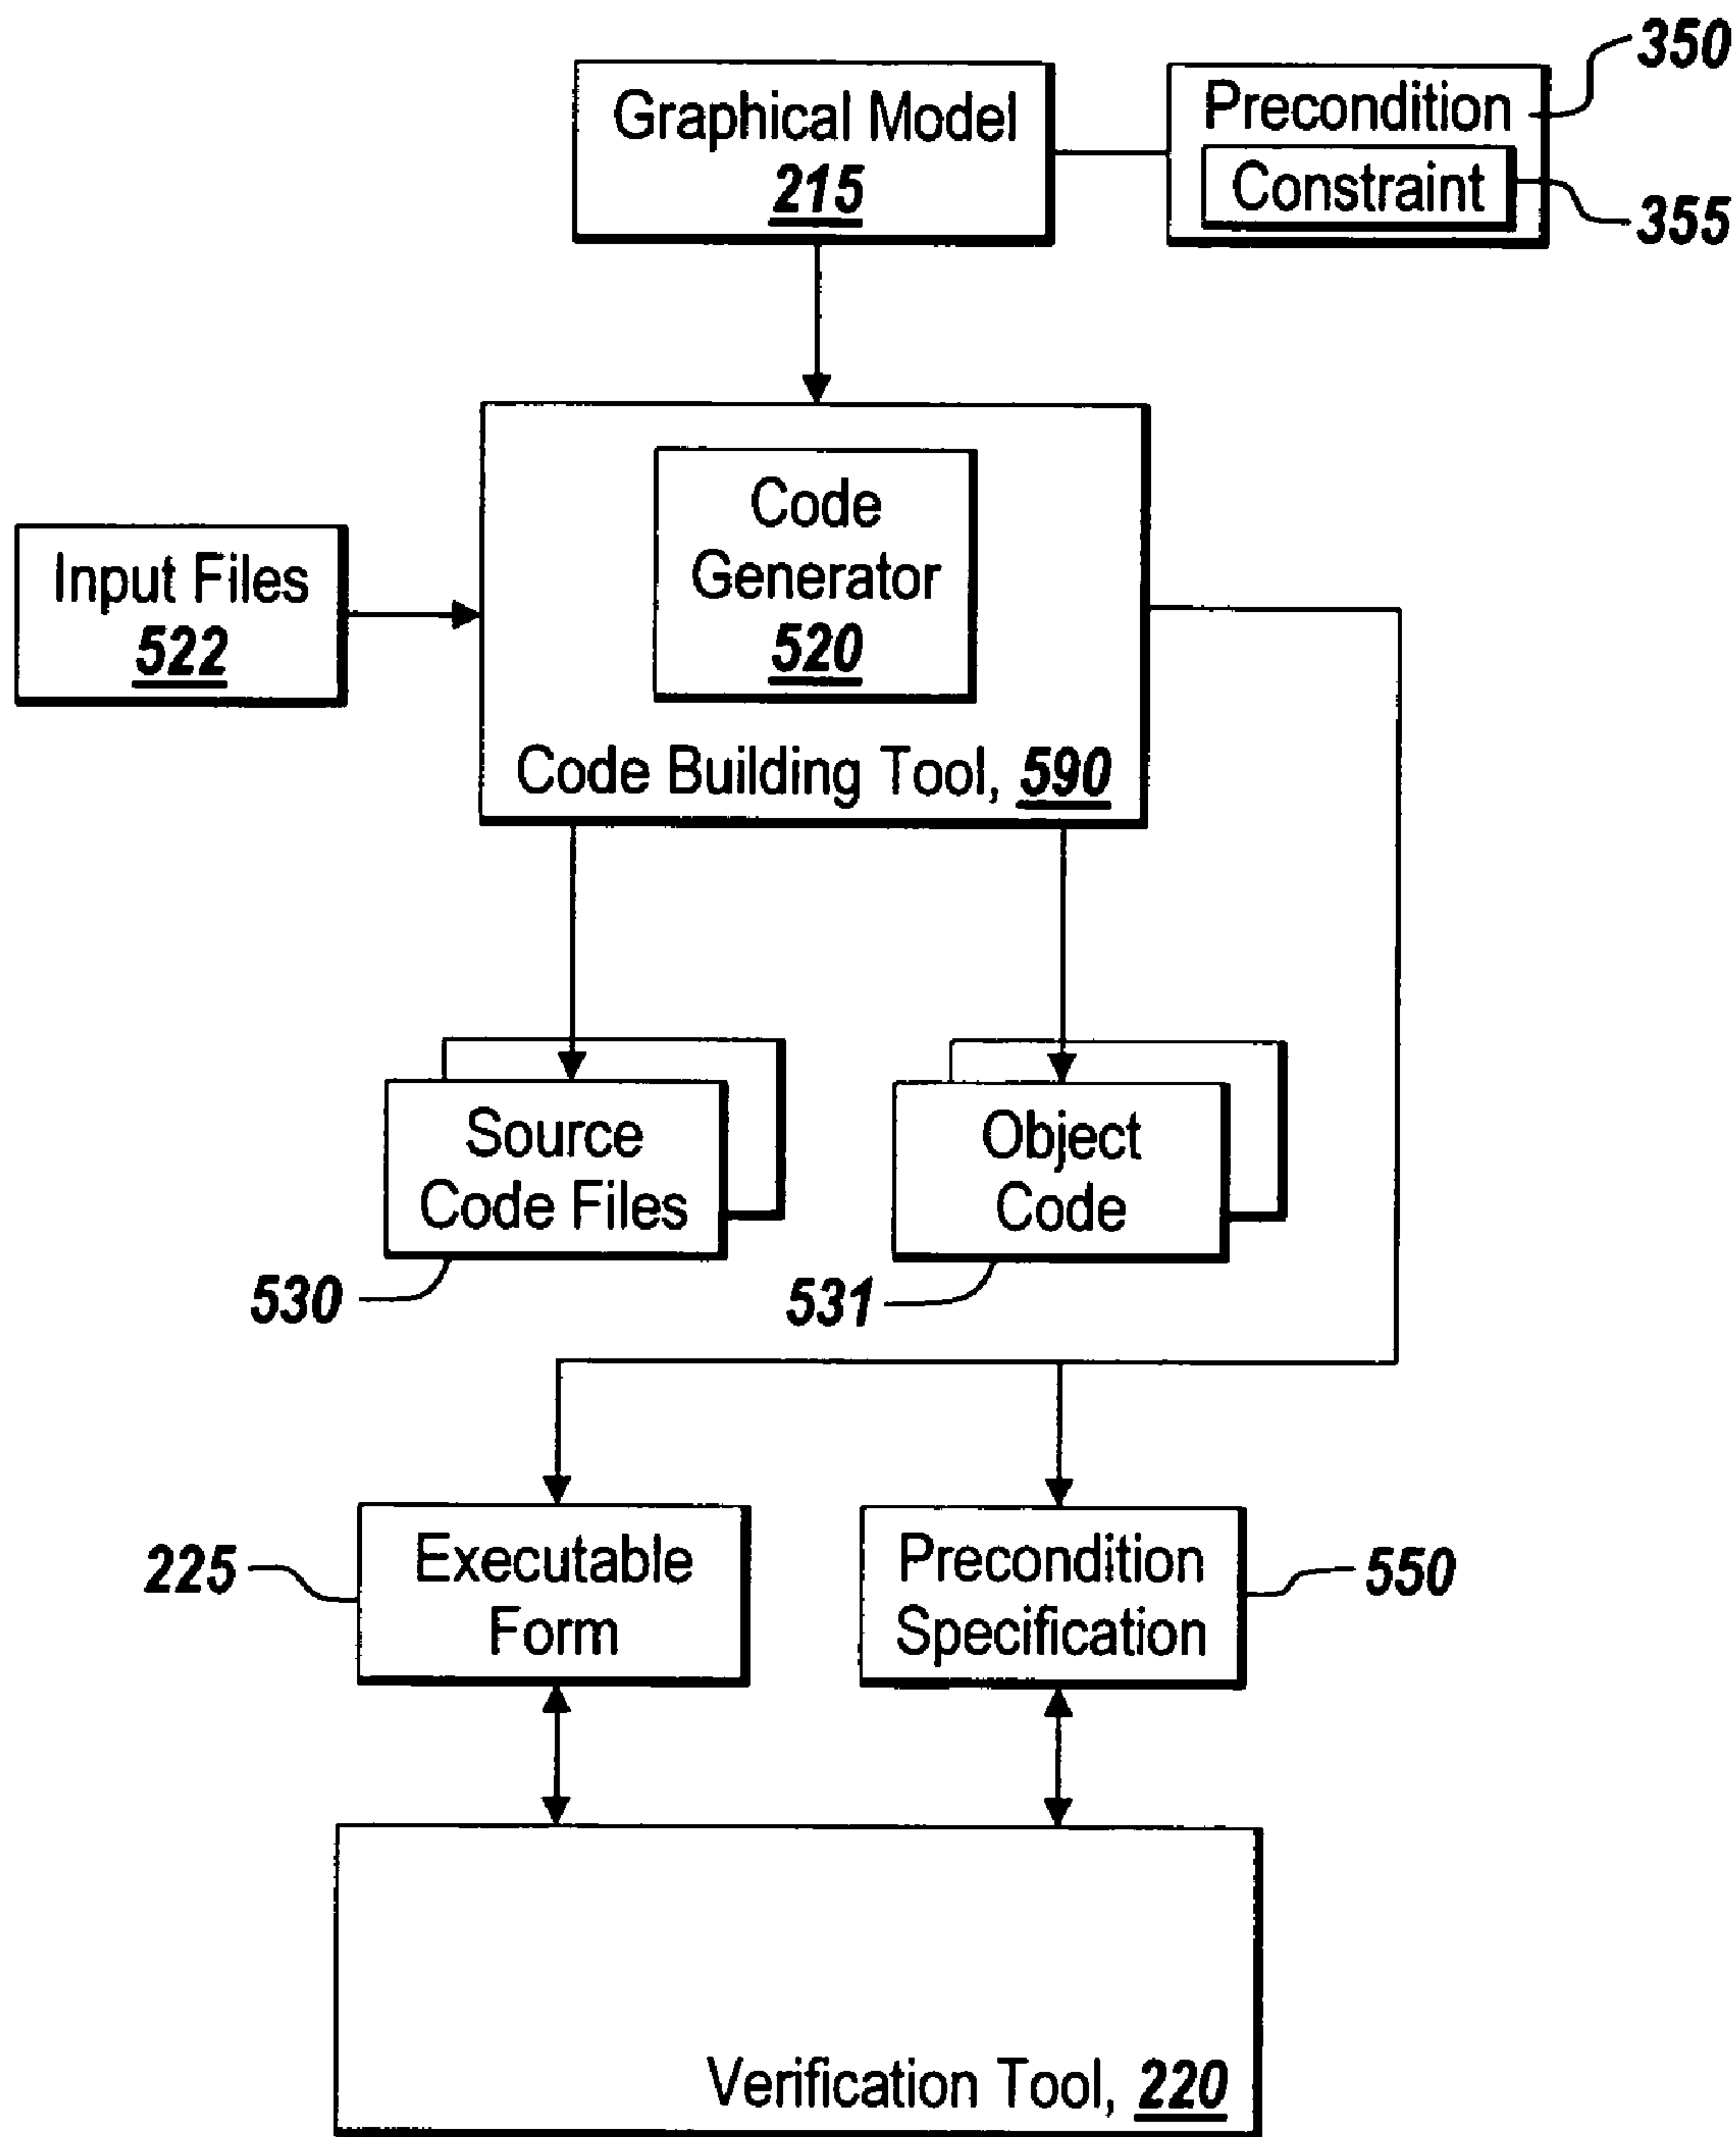 350
Graphical Model
215
Precondition
Constraint
355
Code
Generator
520
Input Files
522
Code Building Tool, 590
Source
Code Files
Object
Code
530
531
225
Executable
Form
Precondition
Specification
550
Verification Tool, 220